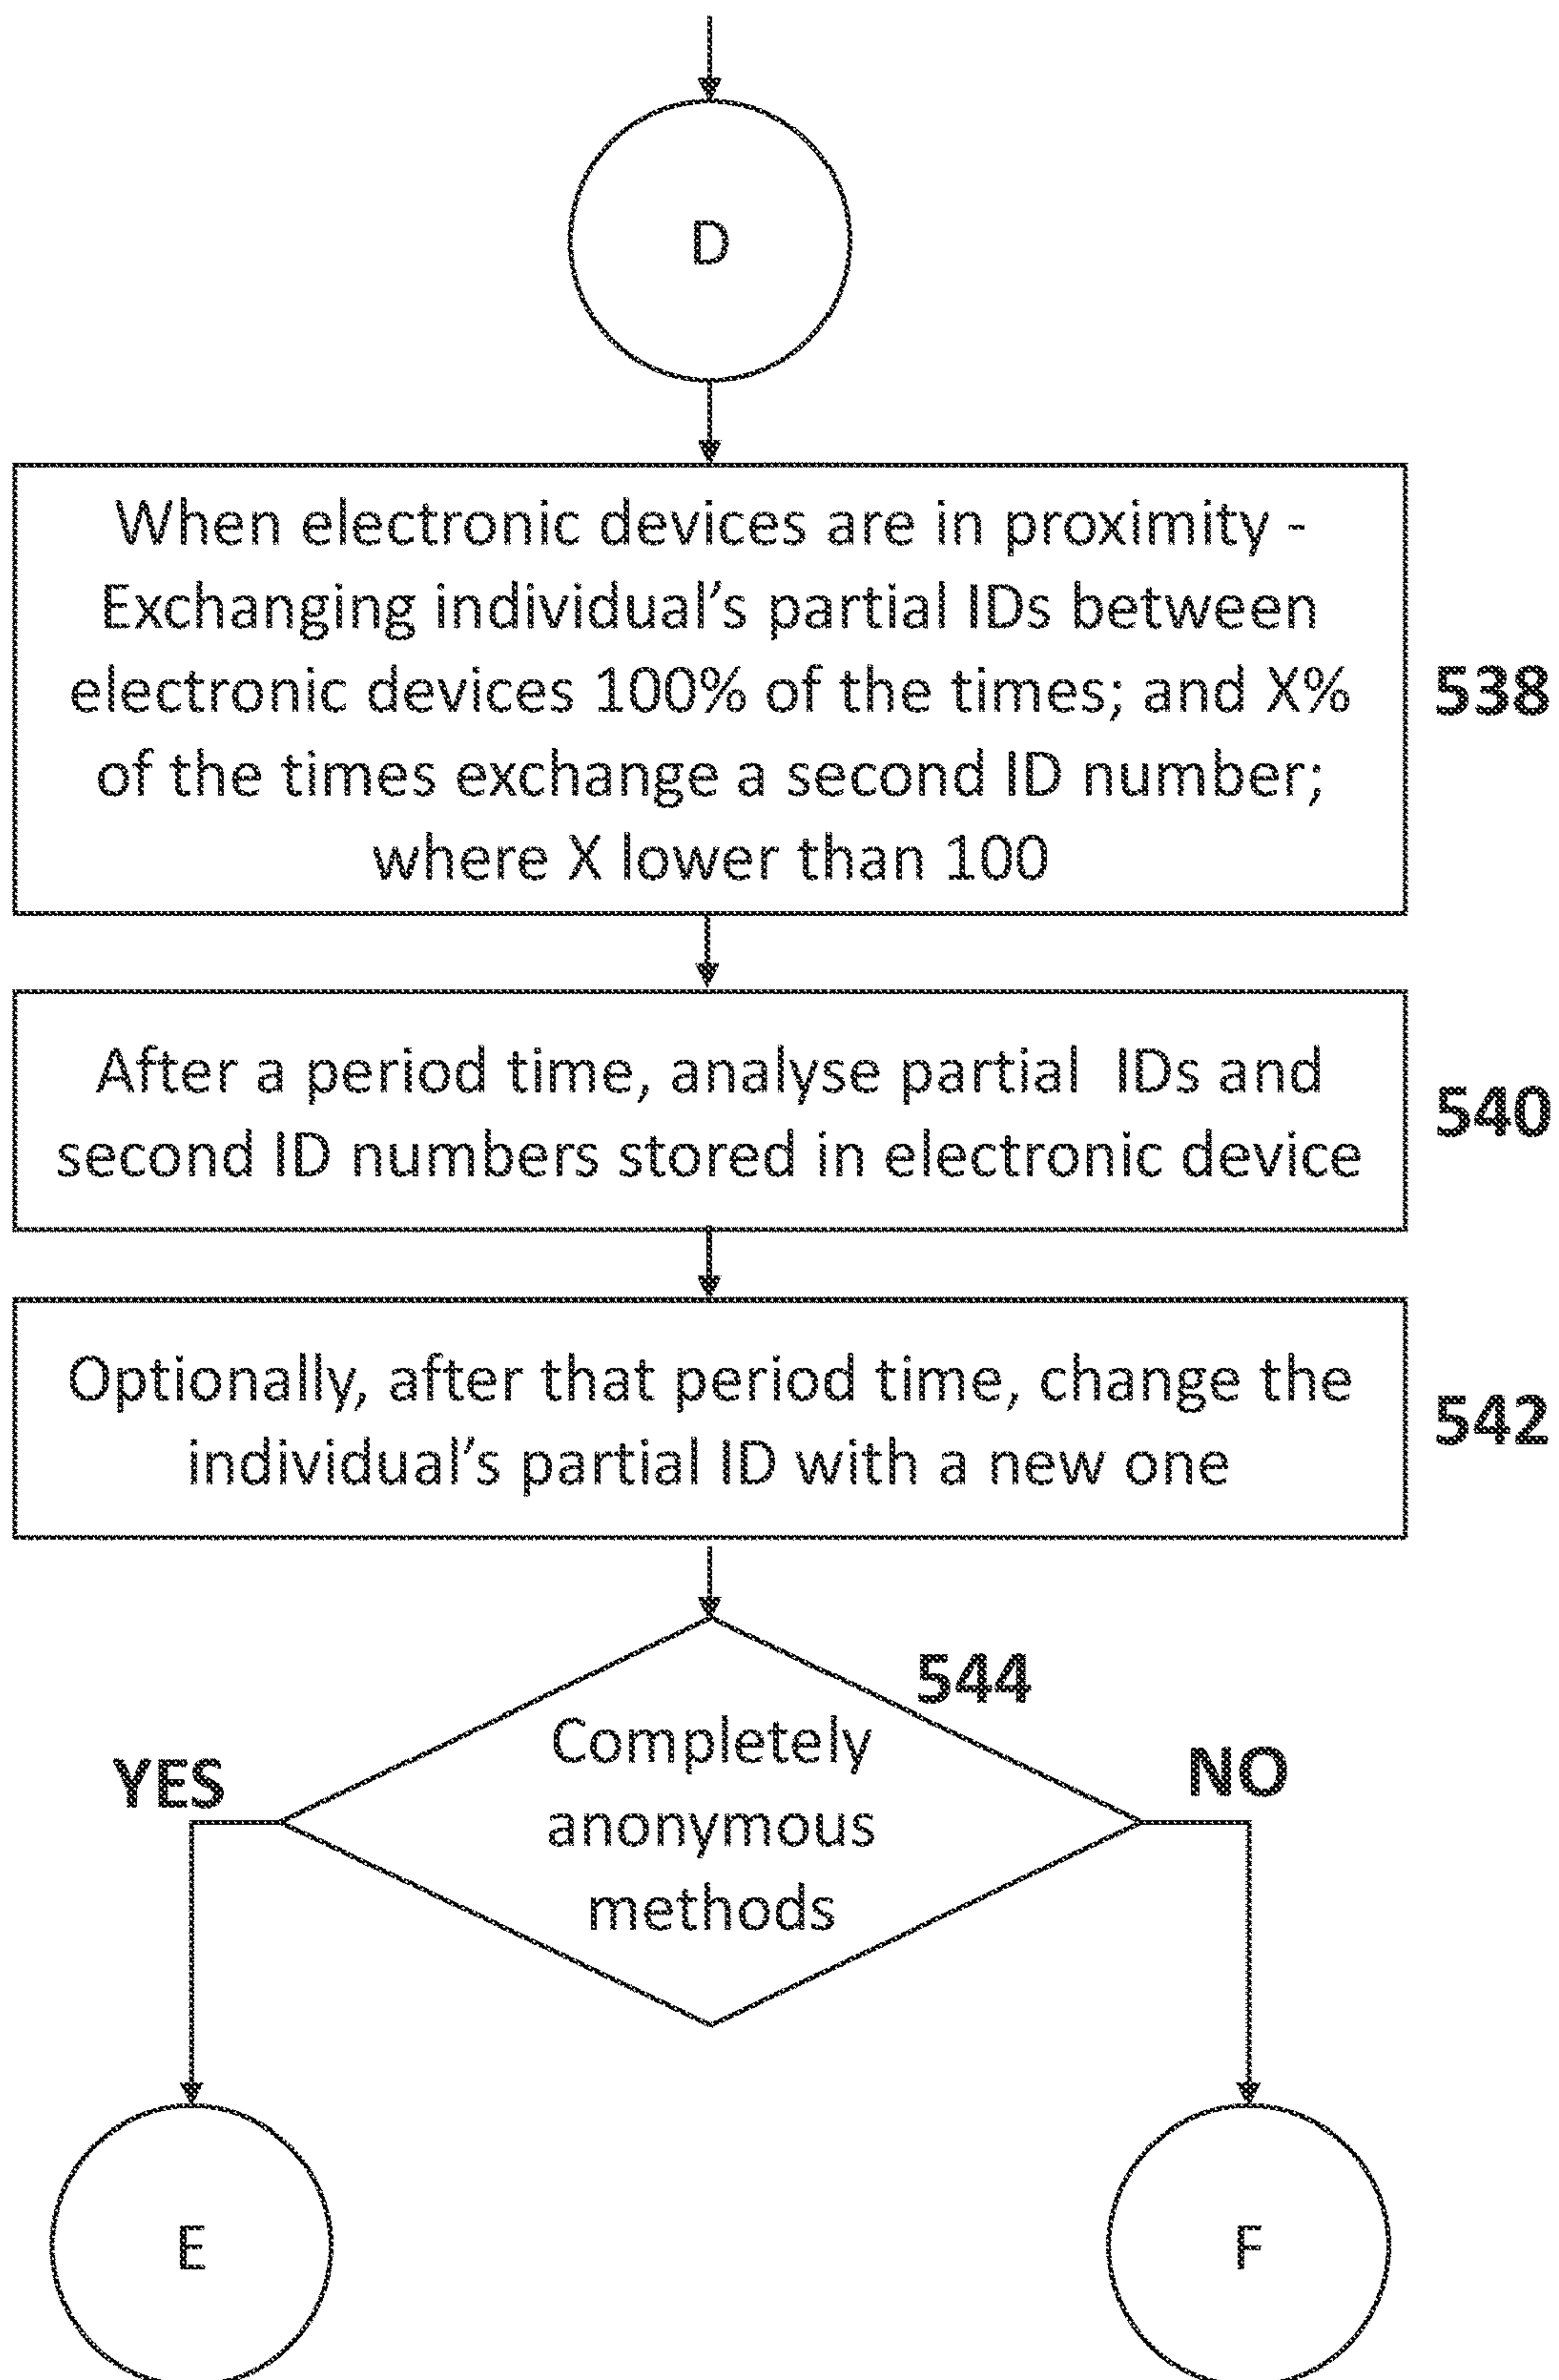 D
When electronic devices are in proximity -
Exchanging individual's partial IDs between
electronic devices 100% of the times; and X%
of the times exchange a second ID number;
where X lower than 100
538
After a period time, analyse partial  IDs and
second ID numbers stored in electronic device
540
Optionally, after that period time, change the
individual's partial ID with a new one
542
544
Completely
anonymous
methods
YES
NO
E
F